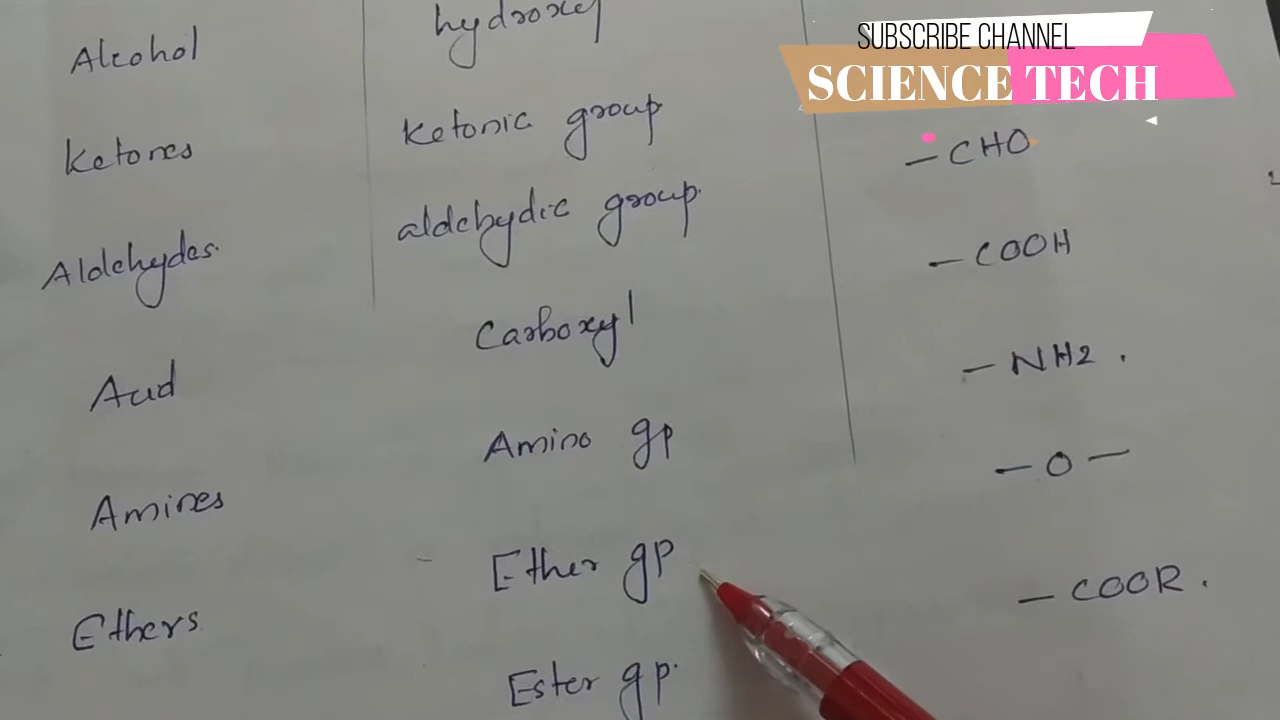 SUBSCRIBE CHANNEL
SCIENCE TECH
Alcohol hydroxyl
Ketones Ketonic group - CHO
Aldehydes. aldehydic group. - COOH
Acid Carboxyl - NH2 .
Amines Amino gp - O -
Ethers Ether gp - COOR .
Ester gp.